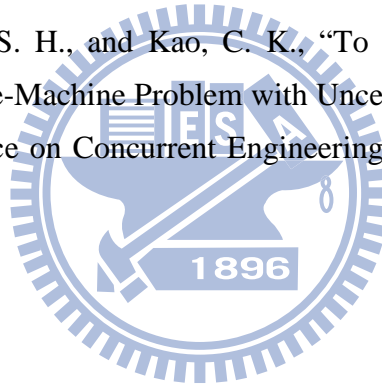 S. H., and Kao, C. K., “To
e-Machine Problem with Unce
ce on Concurrent Engineering
E S A
1896